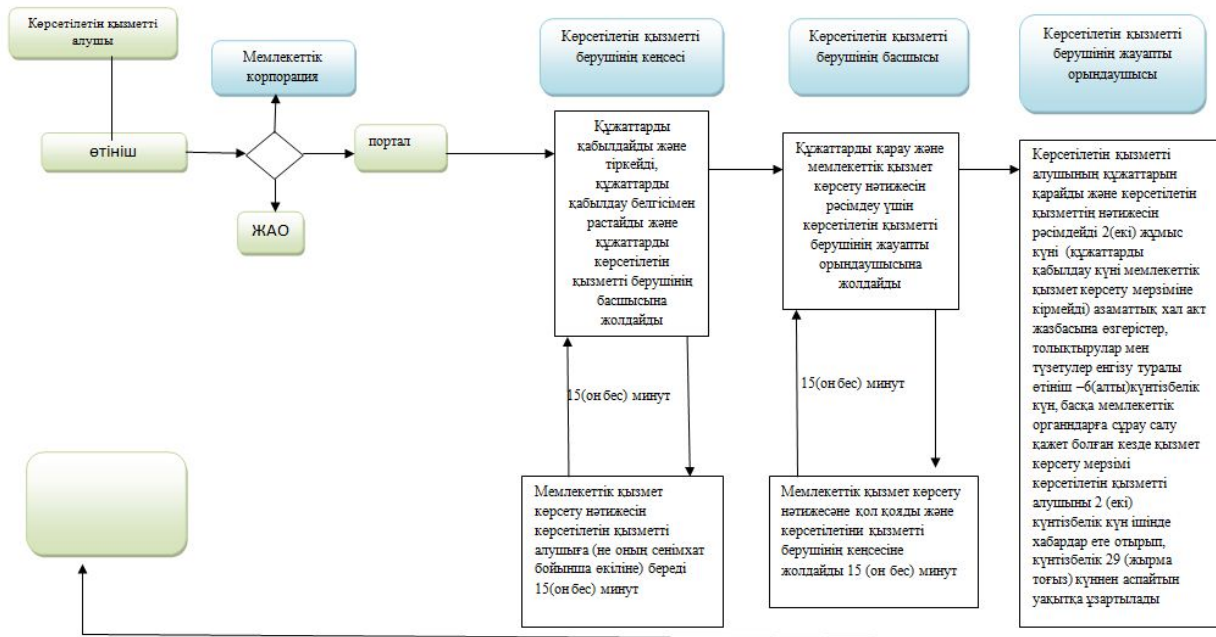 Көрсетілетін қызметті
алушы
Мемлекеттік
корпорация
Көрсетілетін қызметті
берушінің кеңсесі
Көрсетілетін қызметті
берушінің басшысы
Көрсетілетін қызметті
берушінің жауапты
орындаушысы
өтініш
портал
ЖАО
Құжаттарды
қабылдайды және
тіркейді,
құжаттарды
қабылдау белгісімен
растайды және
құжаттарды
көрсетілетін
қызметті берушінің
басшысына
жолдайды
Құжаттарды қарау және
мемлекеттік қызмет
көрсету нәтижесін
рәсімдеу үшін
көрсетілетін қызметті
берушінің жауапты
орындаушысына
жолдайды
Көрсетілетін қызметті
алушының құжаттарын
қарайды және көрсетілетін
қызметтін нәтижесін
рәсімдейді 2(екі) жұмыс
күні (құжаттарды
қабылдау күні мемлекеттік
қызмет көрсету мерзіміне
кірмейді) азаматтық хал акт
жазбасына өзгерістер,
толықтырулар мен
түзетулер енгізу туралы
өтініш –6(алты)күнтізбелік
күн, басқа мемлекеттік
органндарға сұрау салу
қажет болған кезде қызмет
көрсету мерзімі
көрсетілетін қызметті
алушыны 2 (екі)
күнтізбелік күн ішінде
хабардар ете отырып,
күнтізбелік 29 (жырма
тоғыз) күннен аспайтын
уақытқа ұзартылады
15(он бес) минут
15(он бес) минут
Мемлекеттік қызмет
көрсету нәтижесін
көрсетілетін қызметті
алушыға (не оның сенімхат
бойынша өкіліне) береді
15(он бес) минут
Мемлекеттік қызмет көрсету
нәтижесәне қол қояды және
көрсетілетіни қызметті
берушінің кеңсесіне
жолдайды 15 (он бес) минут